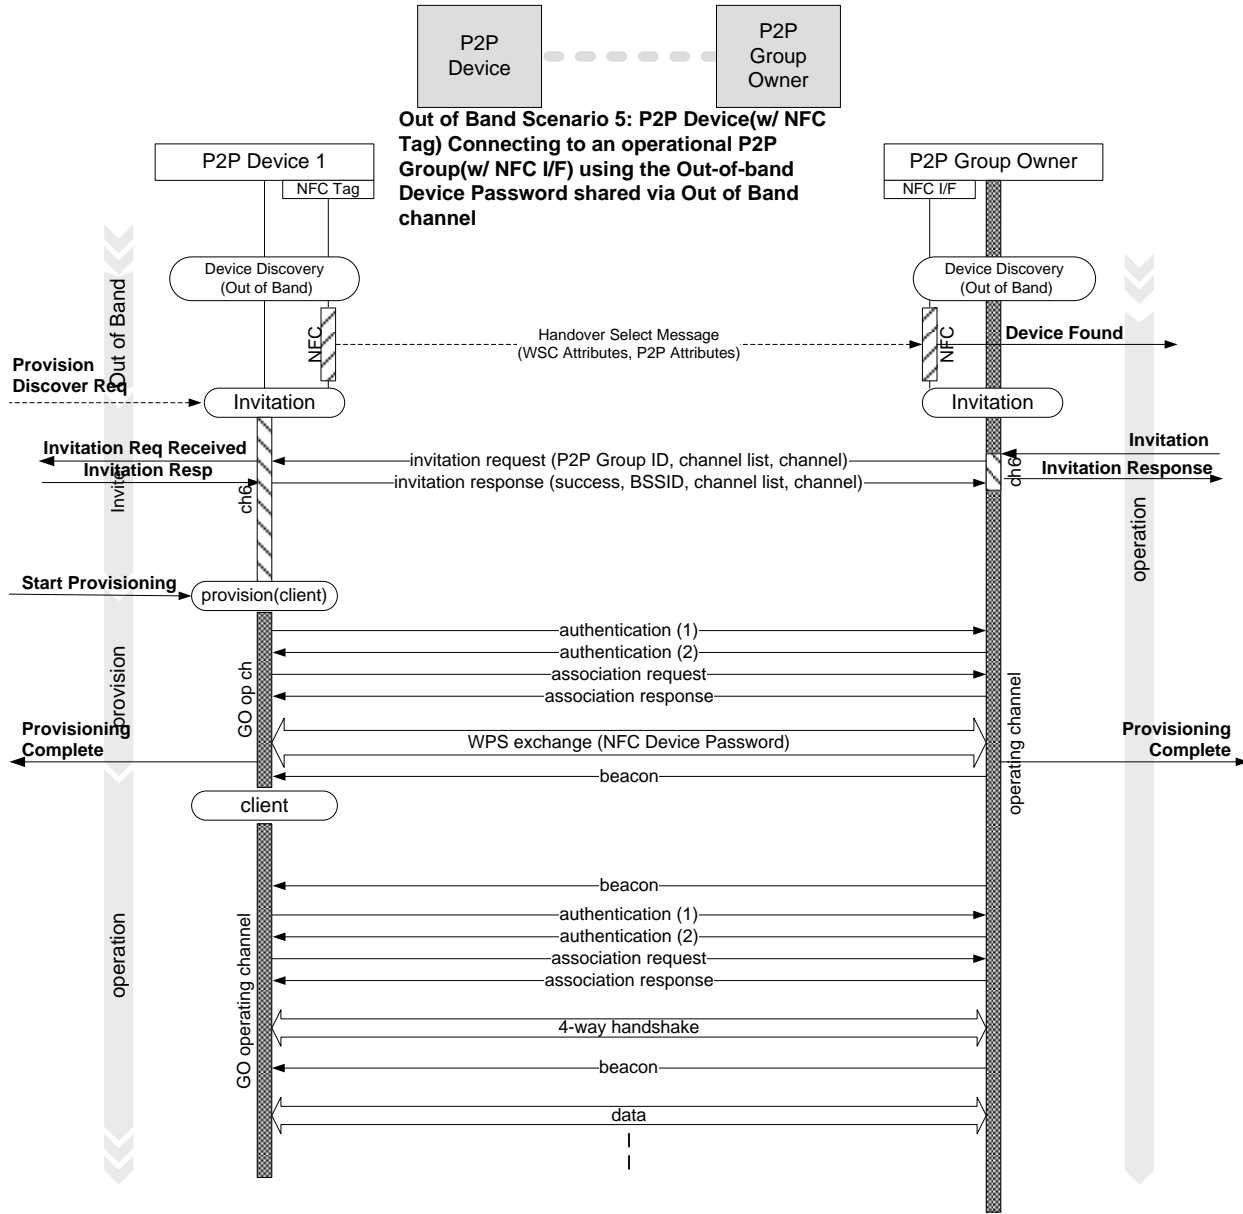 P2P
Device
P2P
Group
Owner
Out of Band Scenario 5: P2P Device(w/ NFC
Tag) Connecting to an operational P2P
Group(w/ NFC I/F) using the Out-of-band
Device Password shared via Out of Band
channel
P2P Device 1
NFC Tag
P2P Group Owner
NFC I/F
Device Discovery
(Out of Band)
Device Discovery
(Out of Band)
Out of Band
NFC
Handover Select Message
(WSC Attributes, P2P Attributes)
NFC
Device Found
Provision
Discover Req
Invitation
Invitation
Invitation Req Received
Invitation Resp
Invite
ch6
invitation request (P2P Group ID, channel list, channel)
invitation response (success, BSSID, channel list, channel)
ch6
Invitation
Invitation Response
operation
Start Provisioning
provision(client)
authentication (1)
authentication (2)
association request
association response
provision
GO op ch
operating channel
Provisioning
Complete
WPS exchange (NFC Device Password)
Provisioning
Complete
beacon
client
beacon
authentication (1)
authentication (2)
association request
association response
operation
GO operating channel
4-way handshake
beacon
data